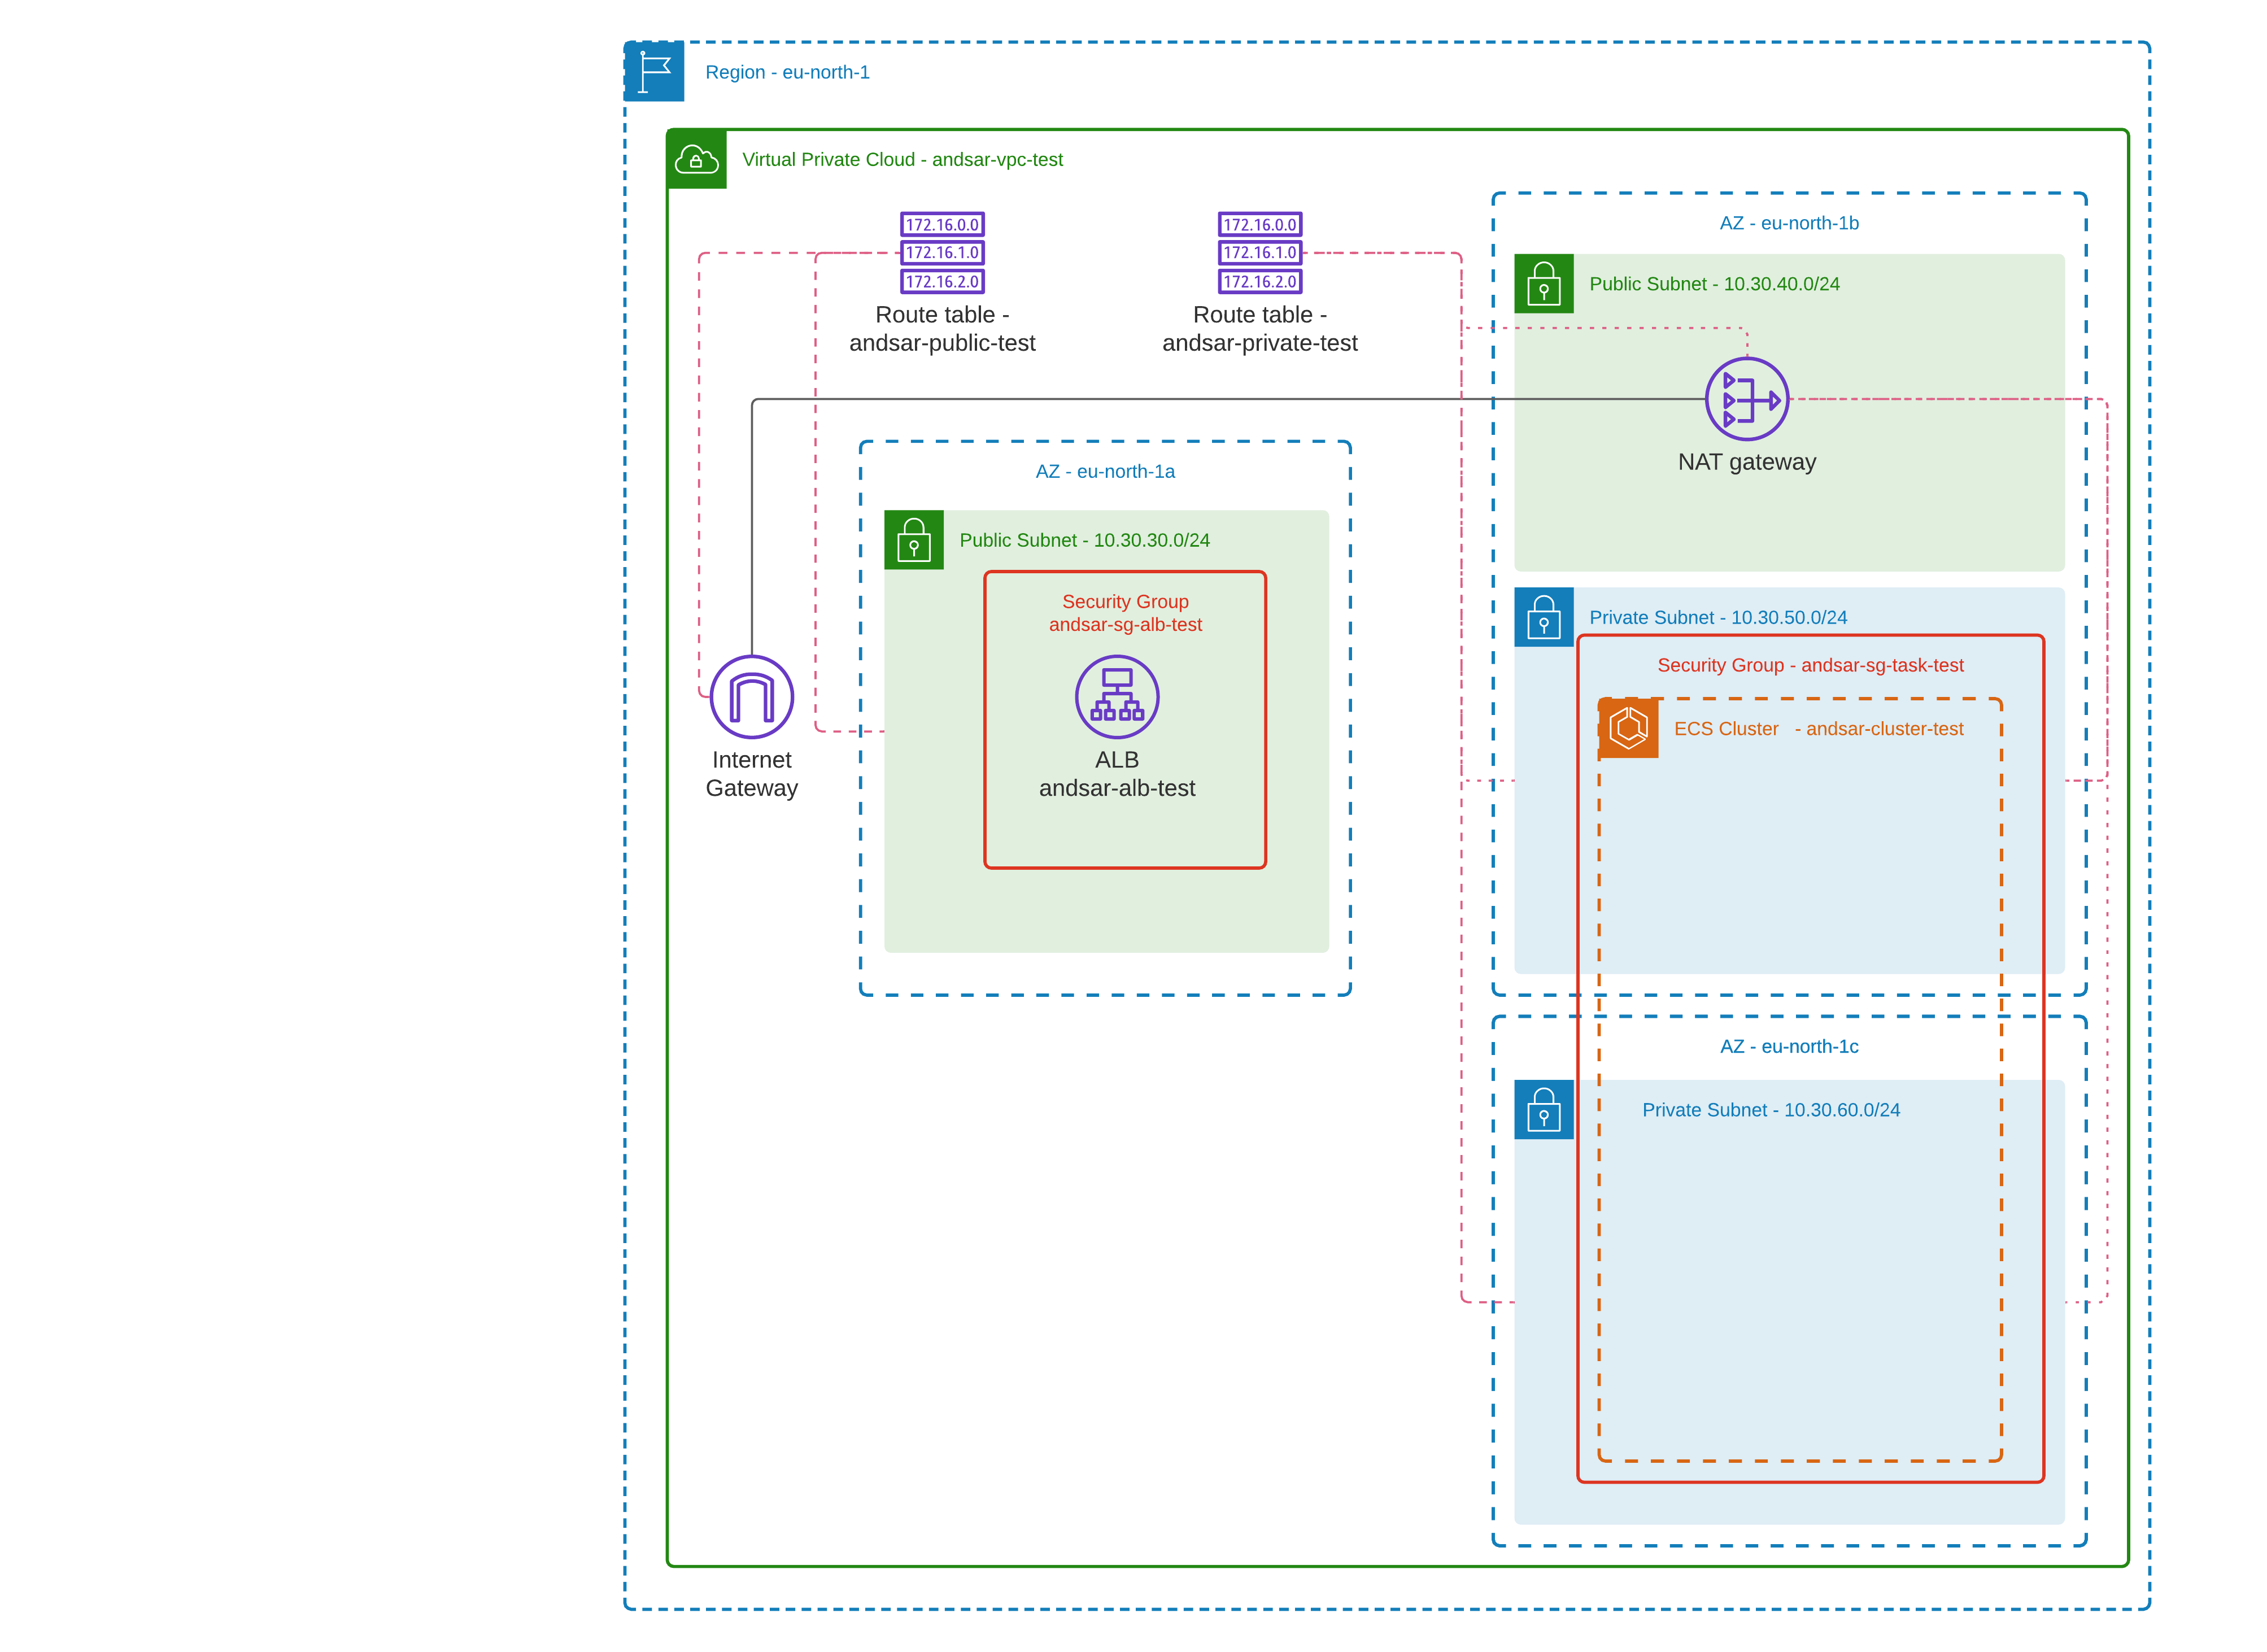 Region - eu-north-1
Virtual Private Cloud - andsar-vpc-test
172.16.0.0
172.16.1.0
172.16.2.0
Route table -
andsar-public-test
172.16.0.0
172.16.1.0
172.16.2.0
Route table -
andsar-private-test
AZ - eu-north-1b
Public Subnet - 10.30.40.0/24
NAT gateway
AZ - eu-north-1a
Public Subnet - 10.30.30.0/24
Security Group
andsar-sg-alb-test
Internet
Gateway
ALB
andsar-alb-test
Private Subnet - 10.30.50.0/24
Security Group - andsar-sg-task-test
ECS Cluster   - andsar-cluster-test
AZ - eu-north-1c
Private Subnet - 10.30.60.0/24